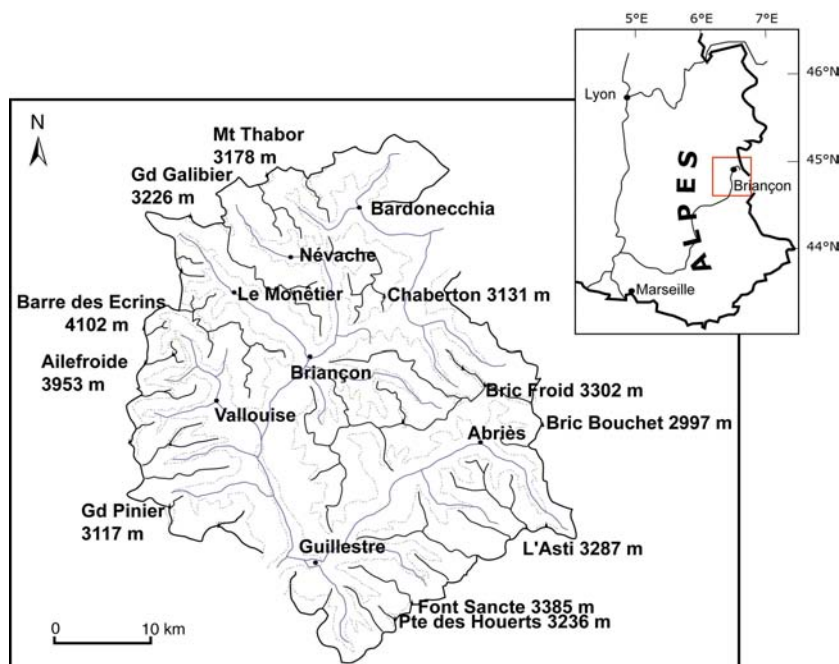 5°E 6°E 7°E
46°N
Lyon
45°N
Briançon
44°N
ALPES
Marseille
N
Mt Thabor
3178 m
Gd Galibier
3226 m
Bardonecchia
Névache
Le Monêtier
Chaberton 3131 m
Barre des Ecrins
4102 m
Ailefroide
3953 m
Briançon
Bric Froid 3302 m
Vallouise
Bric Bouchet 2997 m
Abriès
Gd Pinier
3117 m
L'Asti 3287 m
Guillestre
Font Sancte 3385 m
Pte des Houerts 3236 m
0 10 km